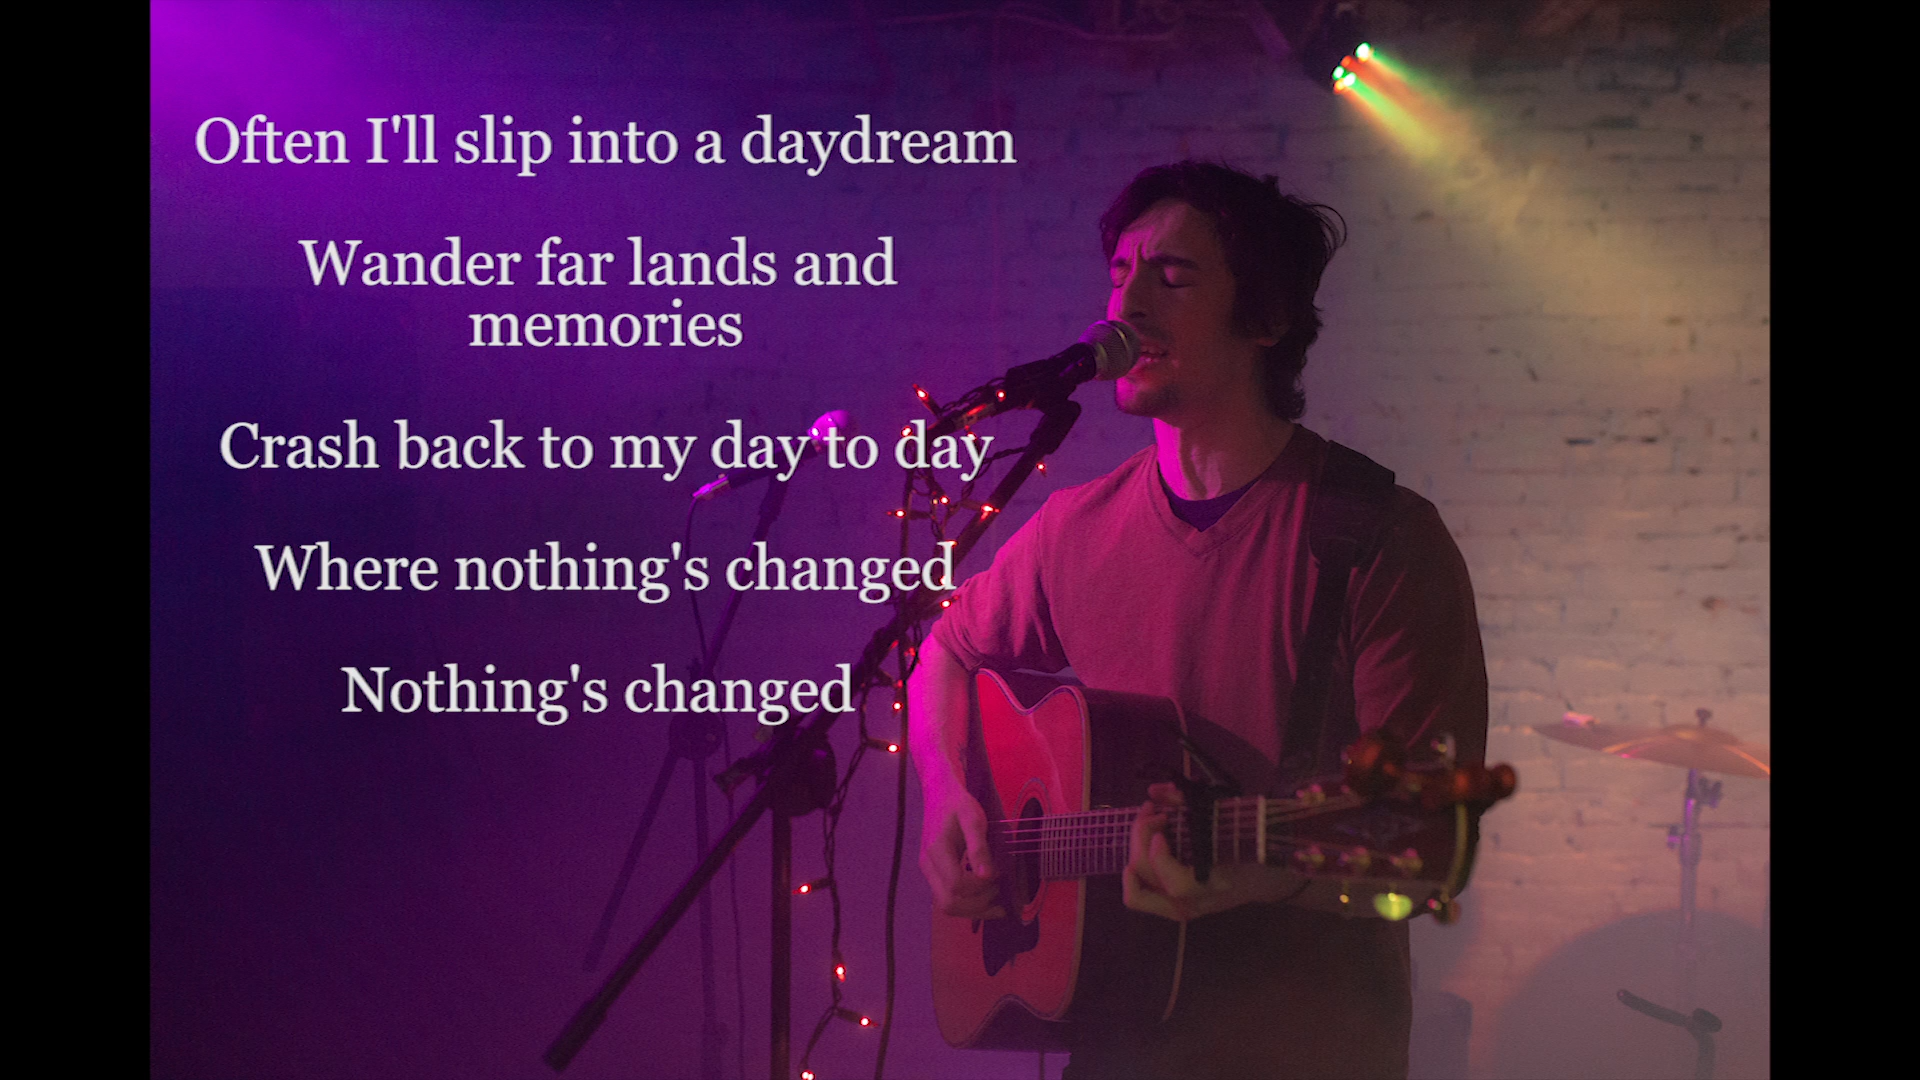 Often I'll slip into a daydream
Wander far lands and
memories
Crash back to my day to day
Where nothing's changed
Nothing's changed